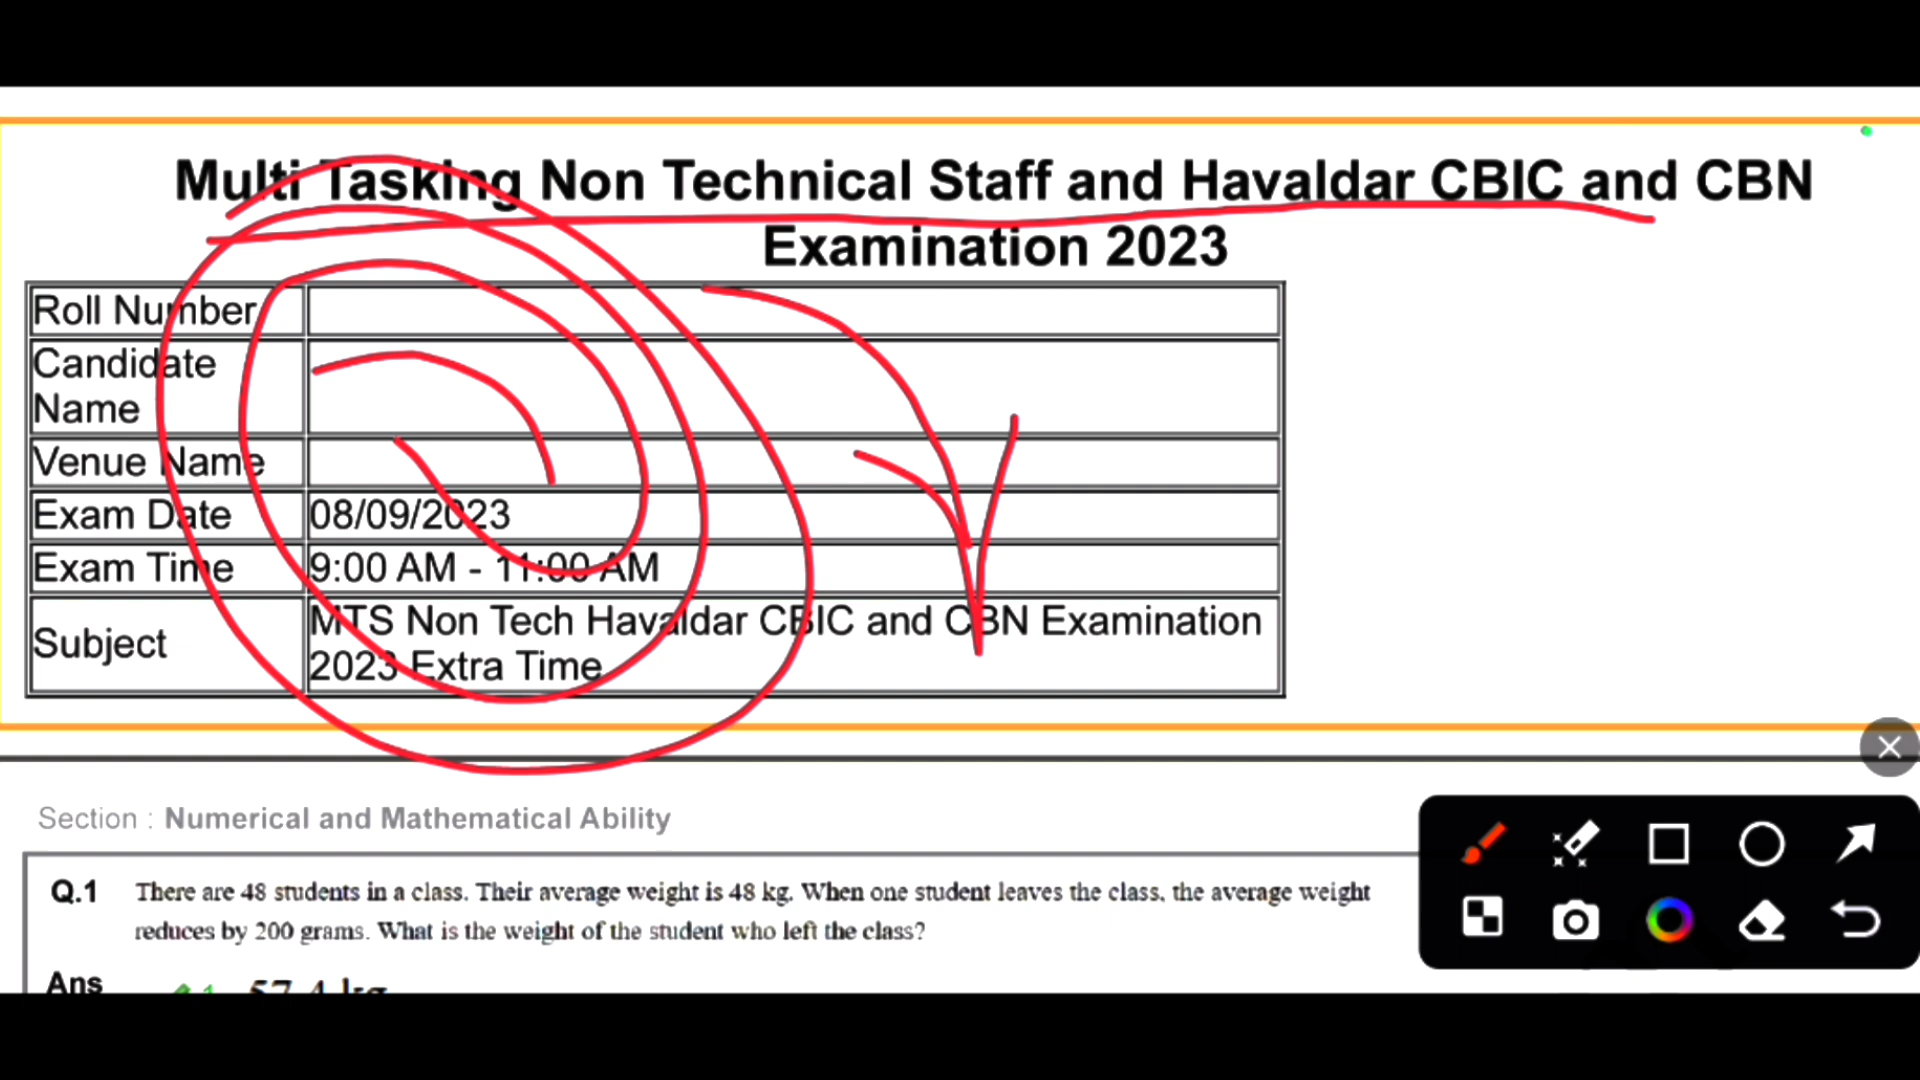 Multi Tasking Non Technical Staff and Havaldar CBIC and CBN
Examination 2023
Roll Number
Candidate
Name
Venue Name
Exam Date 08/09/2023
Exam Time 9:00 AM - 11:00 AM
Subject MTS Non Tech Havaldar CBIC and CBN Examination
2023 Extra Time
Section : Numerical and Mathematical Ability
Q.1 There are 48 students in a class. Their average weight is 48 kg. When one student leaves the class, the average weight
reduces by 200 grams. What is the weight of the student who left the class?
Ans 1. 57.4 kg